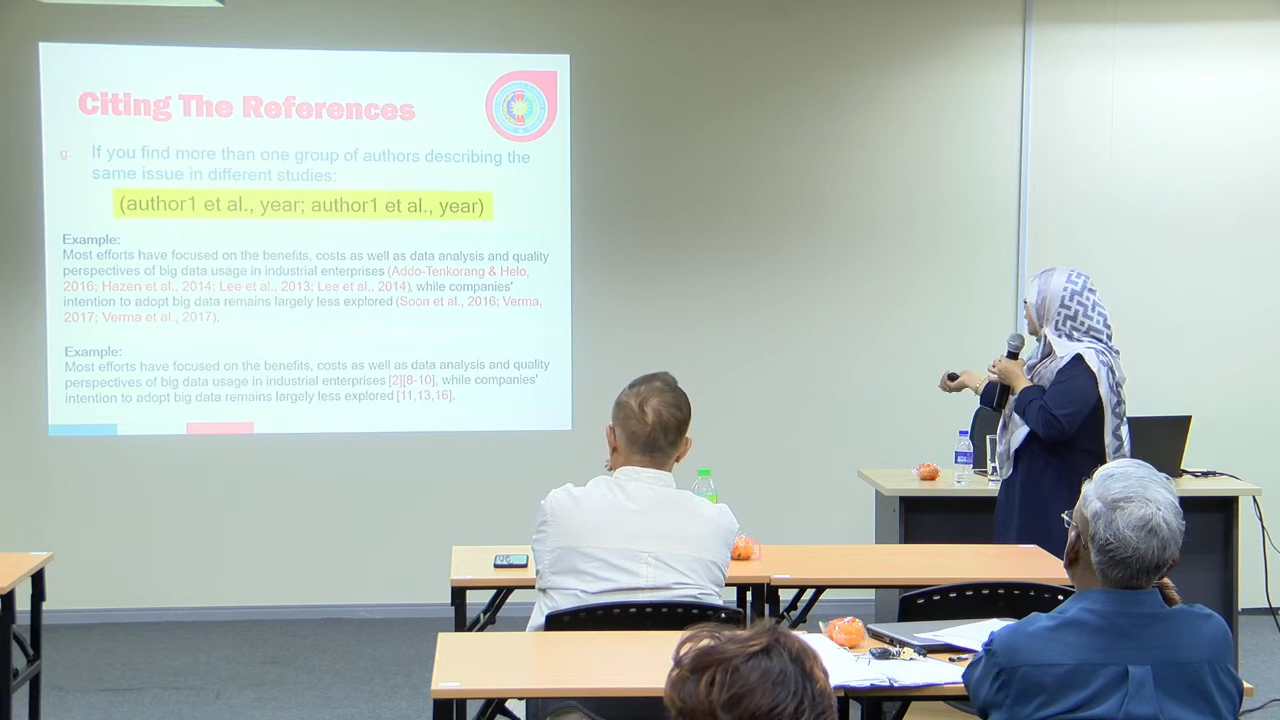 Citing The References
g. If you find more than one group of authors describing the
same issue in different studies:
(author1 et al., year; author1 et al., year)
Example:
Most efforts have focused on the benefits, costs as well as data analysis and quality
perspectives of big data usage in industrial enterprises (Addo-Tenkorang & Helo,
2016; Hazen et al., 2014; Lee et al., 2013; Lee et al., 2014), while companies'
intention to adopt big data remains largely less explored (Soon et al., 2016; Verma,
2017; Verma et al., 2017).
Example:
Most efforts have focused on the benefits, costs as well as data analysis and quality
perspectives of big data usage in industrial enterprises [2][8-10], while companies'
intention to adopt big data remains largely less explored [11,13,16].